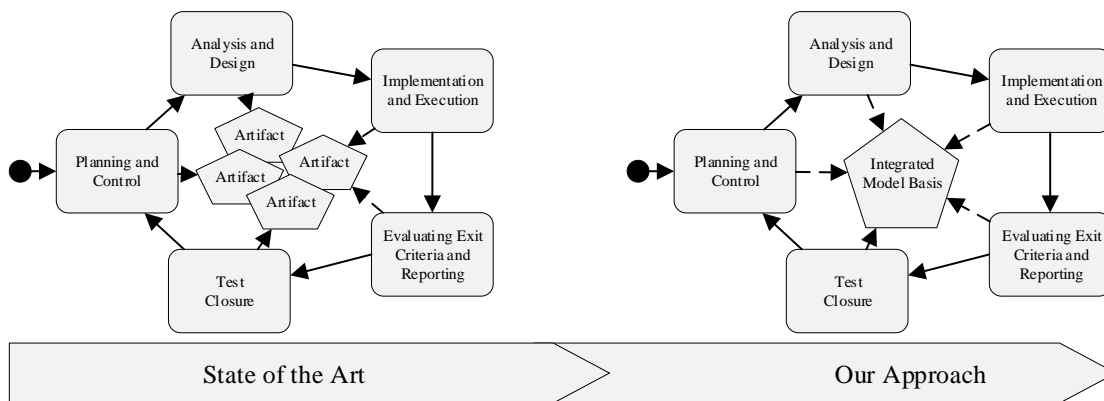 Analysis and
Design
Implementation
and Execution
Artifact
Artifact
Artifact
Artifact
Planning and
Control
Evaluating Exit
Criteria and
Reporting
Test
Closure
Analysis and
Design
Implementation
and Execution
Planning and
Control
Integrated
Model Basis
Evaluating Exit
Criteria and
Reporting
Test
Closure
State of the Art
Our Approach